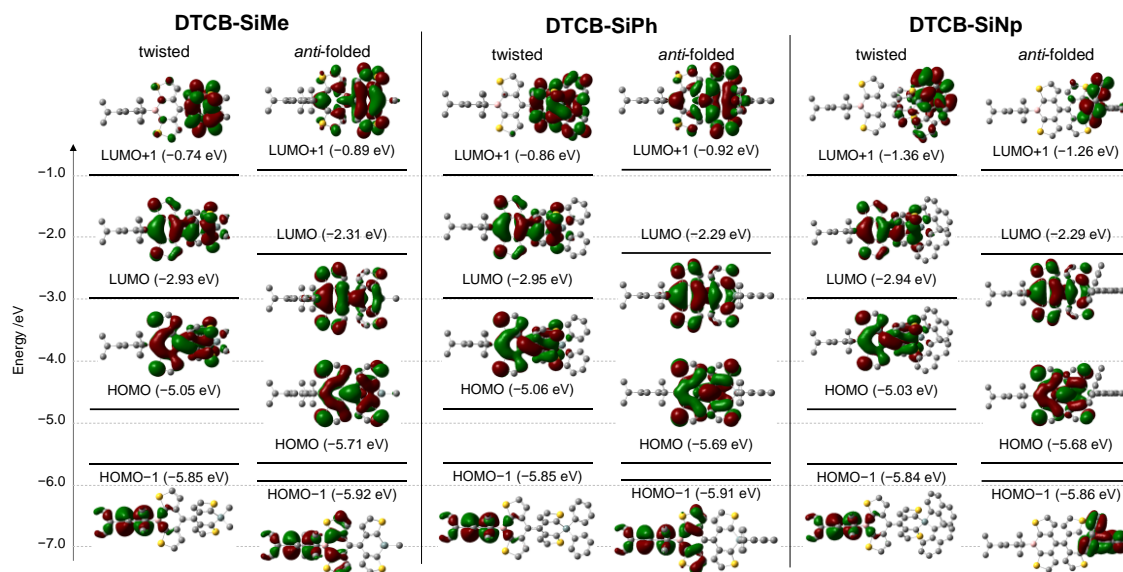 DTCB-SiMe
DTCB-SiPh
DTCB-SiNp
twisted
anti-folded
twisted
anti-folded
twisted
anti-folded
LUMO+1 (−0.74 eV)
LUMO+1 (−0.89 eV)
LUMO+1 (−0.86 eV)
LUMO+1 (−0.92 eV)
LUMO+1 (−1.36 eV)
LUMO+1 (−1.26 eV)
−1.0
−2.0
LUMO (−2.31 eV)
LUMO (−2.29 eV)
LUMO (−2.29 eV)
LUMO (−2.93 eV)
LUMO (−2.95 eV)
LUMO (−2.94 eV)
−3.0
Energy /eV
−4.0
HOMO (−5.05 eV)
HOMO (−5.06 eV)
HOMO (−5.03 eV)
−5.0
HOMO (−5.71 eV)
HOMO (−5.69 eV)
HOMO (−5.68 eV)
HOMO−1 (−5.85 eV)
HOMO−1 (−5.85 eV)
HOMO−1 (−5.84 eV)
−6.0
HOMO−1 (−5.92 eV)
HOMO−1 (−5.91 eV)
HOMO−1 (−5.86 eV)
−7.0